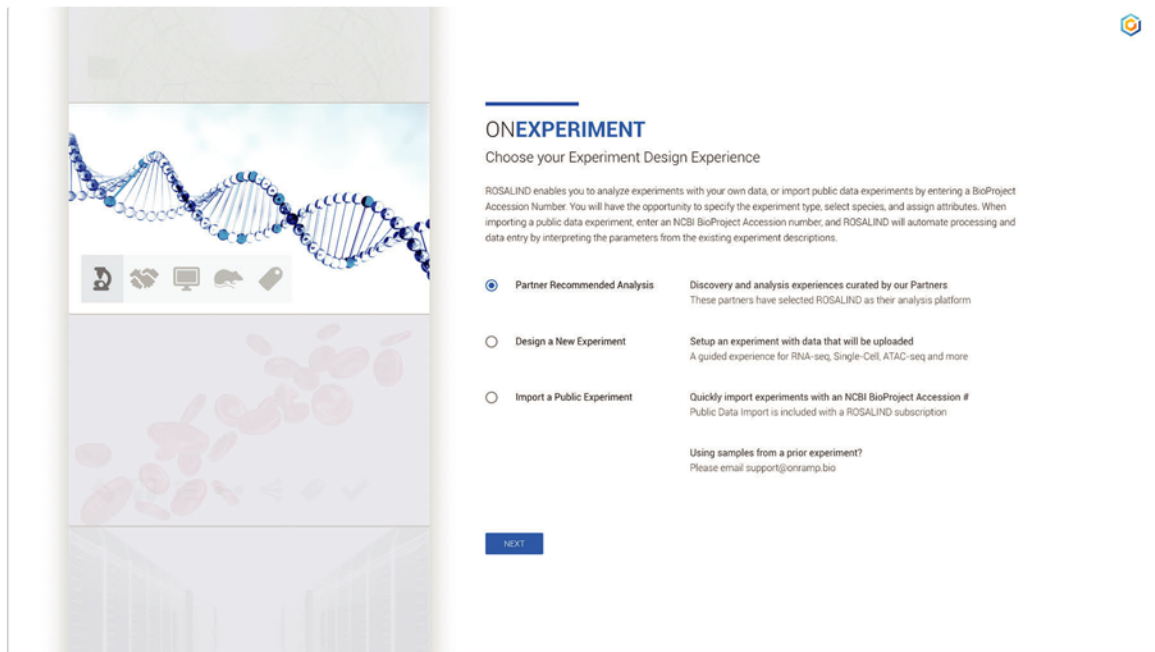 ONEXPERIMENT
Choose your Experiment Design Experience
ROSALIND enables you to analyze experiments with your own data, or import public data experiments by entering a BioProject
Accession Number. You will have the opportunity to specify the experiment type, select species, and assign attributes. When
importing a public data experiment, enter an NCBI BioProject Accession number, and ROSALIND will automate processing and
data entry by interpreting the parameters from the existing experiment descriptions.
Partner Recommended Analysis
Discovery and analysis experiences curated by our Partners
These partners have selected ROSALIND as their analysis platform
Design a New Experiment
Setup an experiment with data that will be uploaded
A guided experience for RNA-seq, Single-Cell, ATAC-seq and more
Import a Public Experiment
Quickly import experiments with an NCBI BioProject Accession #
Public Data Import is included with a ROSALIND subscription
Using samples from a prior experiment?
Please email support@onramp.bio
NEXT